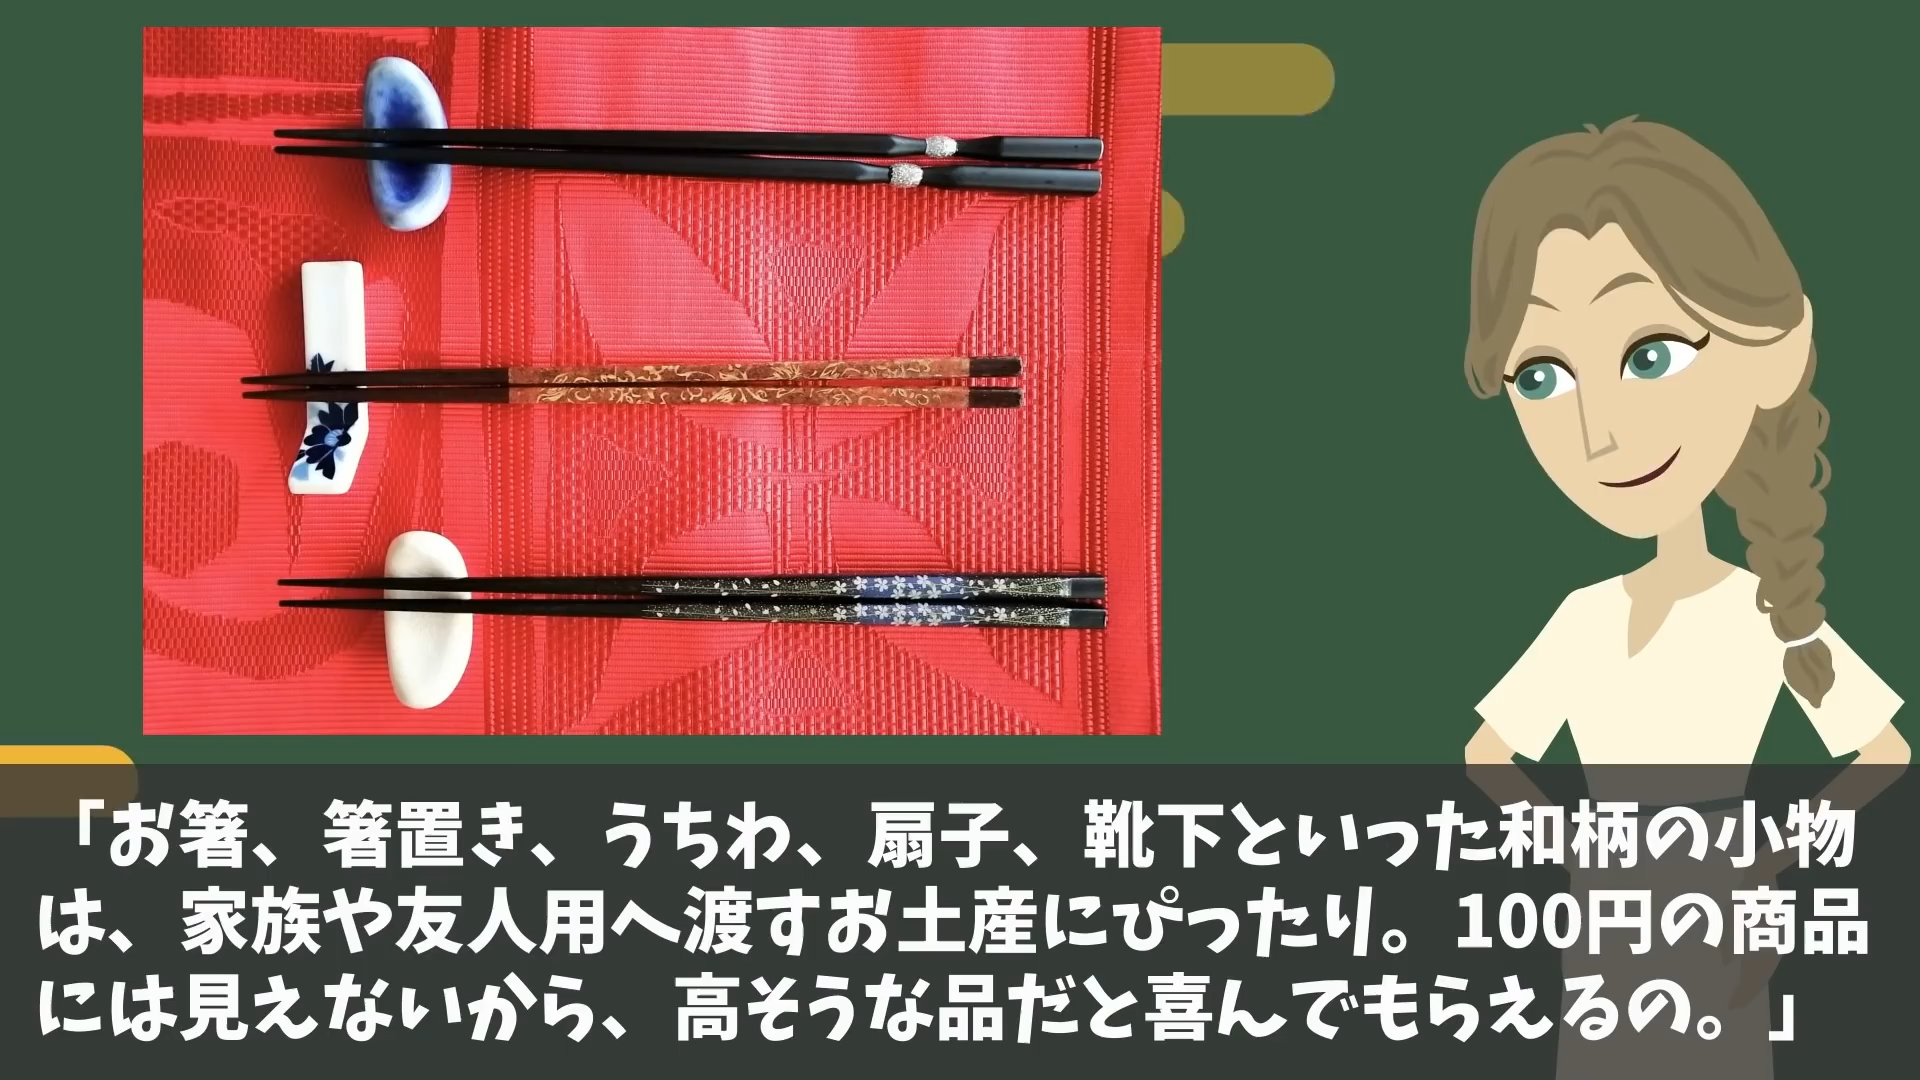 「お箸、箸置き、うちわ、扇子、靴下といった和柄の小物
は、家族や友人用へ渡すお土産にぴったり。100円の商品
には見えないから、高そうな品だと喜んでもらえるの。」